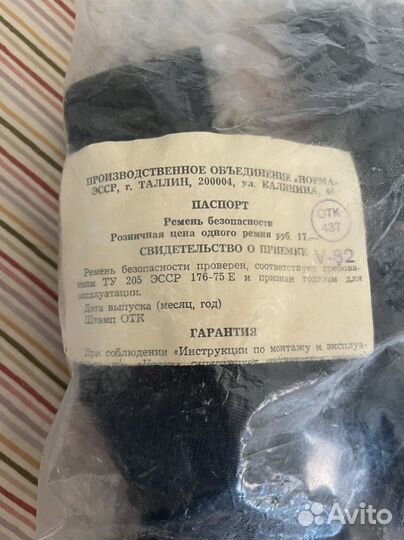 ПРОИЗВОДСТВЕННОЕ ОБЪЕДИНЕНИЕ «НОРМА»
ЭССР, г. ТАЛЛИН, 200004, ул. КАЛИНИНА,
ПАСПОРТ
Ремень безопасности
Розничная цена одного ремня руб. 17.—
ОТК
437
СВИДЕТЕЛЬСТВО О ПРИЕМКЕ
V-82
Ремень безопасности проверен, соответствует требова-
ниям ТУ 205 ЭССР 176-75 Е и признан годным для
эксплуатации.
Дата выпуска (месяц, год)
Штамп ОТК
ГАРАНТИЯ
При соблюдении «Инструкции по монтажу и эксплуа-
Avito